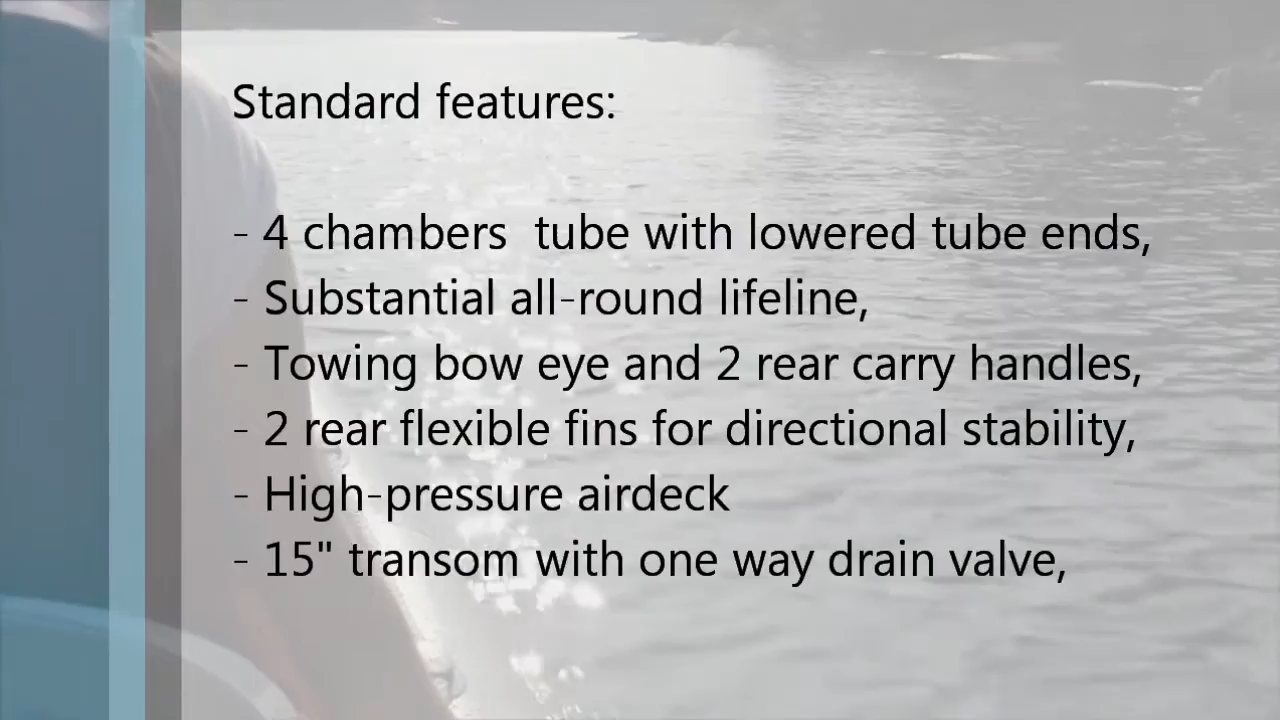 Standard features:
- 4 chambers  tube with lowered tube ends,
- Substantial all-round lifeline,
- Towing bow eye and 2 rear carry handles,
- 2 rear flexible fins for directional stability,
- High-pressure airdeck
- 15" transom with one way drain valve,